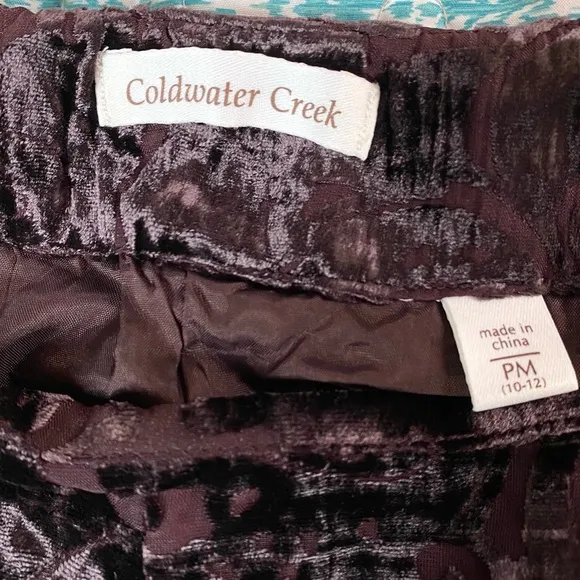 Coldwater Creek
made in
china
PM
(10-12)